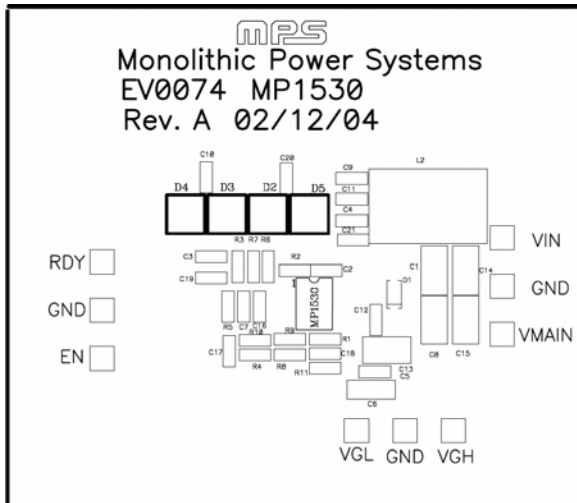 MPS
Monolithic Power Systems
EV0074 MP1530
Rev. A 02/12/04
C10
C20
C9
L2
D4 D3 D2 D5
C11
C4
C21
VIN
RDY
C3
R3 R7 R6
R2
C2
C1
C14
C19
D1
GND
1
MP1530
GND
R5 C7 C16
C12
R10
R9
R1
VMAIN
EN
C17
C18
R4
R8
C8
C15
R11
C13
C5
C6
VGL GND VGH